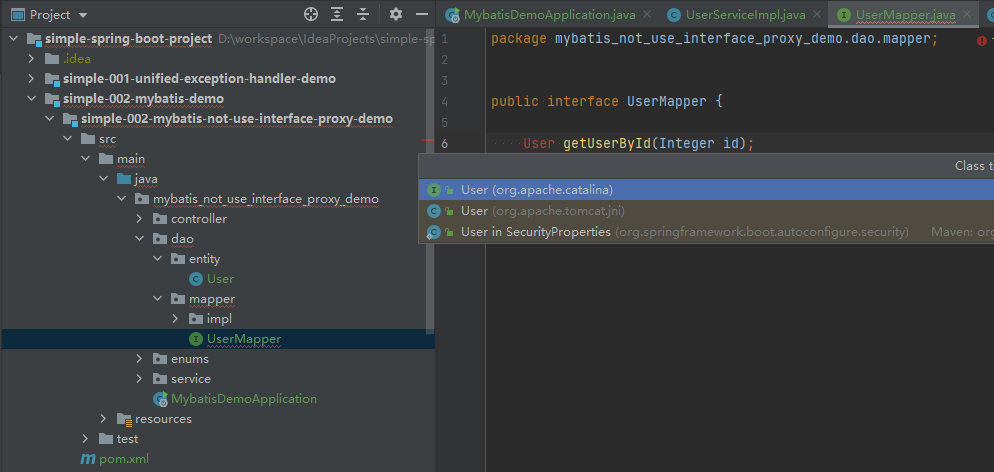 Project
simple-spring-boot-project D:\workspace\IdeaProjects\simple-sp
.idea
simple-001-unified-exception-handler-demo
simple-002-mybatis-demo
simple-002-mybatis-not-use-interface-proxy-demo
src
main
java
mybatis_not_use_interface_proxy_demo
controller
dao
entity
User
mapper
impl
UserMapper
enums
service
MybatisDemoApplication
resources
test
pom.xml
MybatisDemoApplication.java UserServiceImpl.java UserMapper.java
1 package mybatis_not_use_interface_proxy_demo.dao.mapper;
2
3
4 public interface UserMapper {
5
6 User getUserById(Integer id);
Class t
User (org.apache.catalina)
User (org.apache.tomcat.jni)
User in SecurityProperties (org.springframework.boot.autoconfigure.security) Maven: org